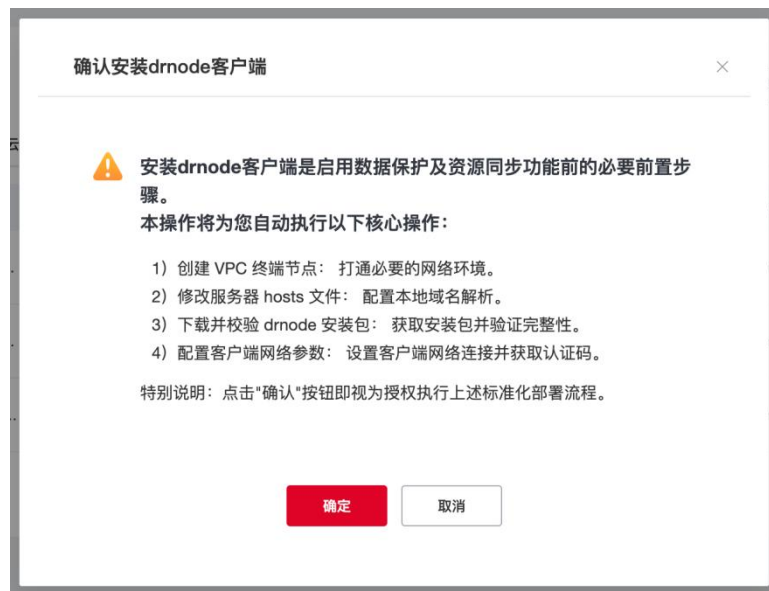 确认安装drnode客户端
安装drnode客户端是启用数据保护及资源同步功能前的必要前置步
骤。
本操作将为您自动执行以下核心操作：
1）创建 VPC 终端节点： 打通必要的网络环境。
2）修改服务器 hosts 文件： 配置本地域名解析。
3）下载并校验 drnode 安装包： 获取安装包并验证完整性。
4）配置客户端网络参数： 设置客户端网络连接并获取认证码。
特别说明：点击"确认"按钮即视为授权执行上述标准化部署流程。
确定
取消